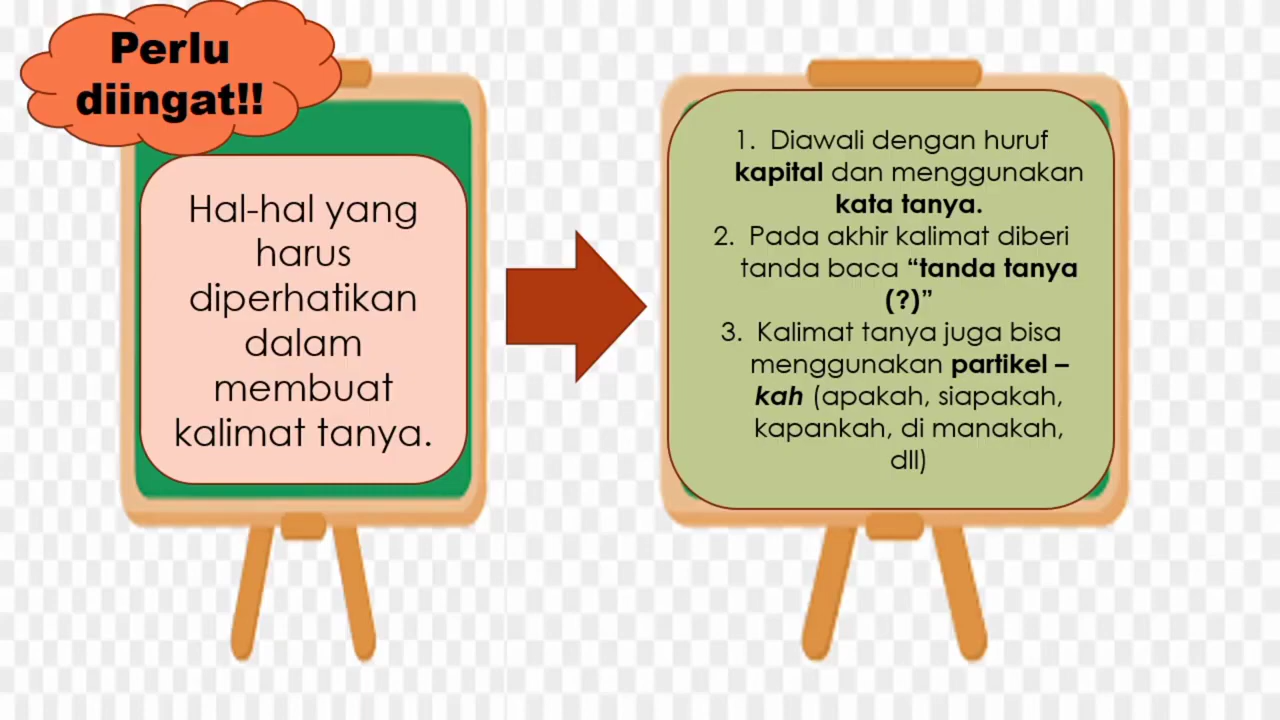 Perlu
diingat!!
Hal-hal yang
harus
diperhatikan
dalam
membuat
kalimat tanya.
1. Diawali dengan huruf
kapital dan menggunakan
kata tanya.
2. Pada akhir kalimat diberi
tanda baca “tanda tanya
(?)”
3. Kalimat tanya juga bisa
menggunakan partikel –
kah (apakah, siapakah,
kapankah, di manakah,
dll)